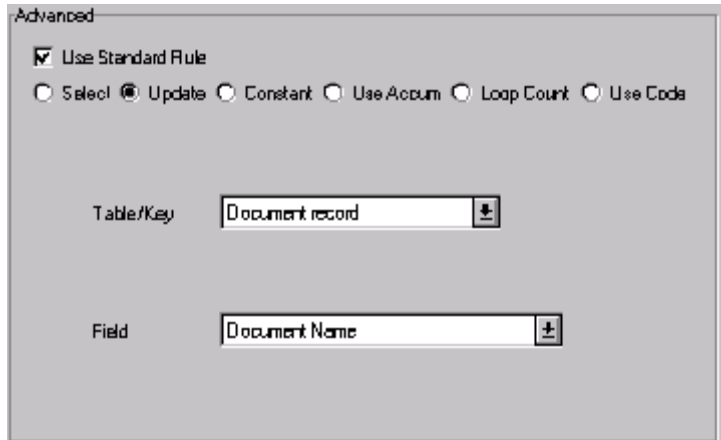 Advanced
Use Standard Rule
Select Update Constant Use Accum Loop Count Use Code
Table/Key Document record
Field Document Name